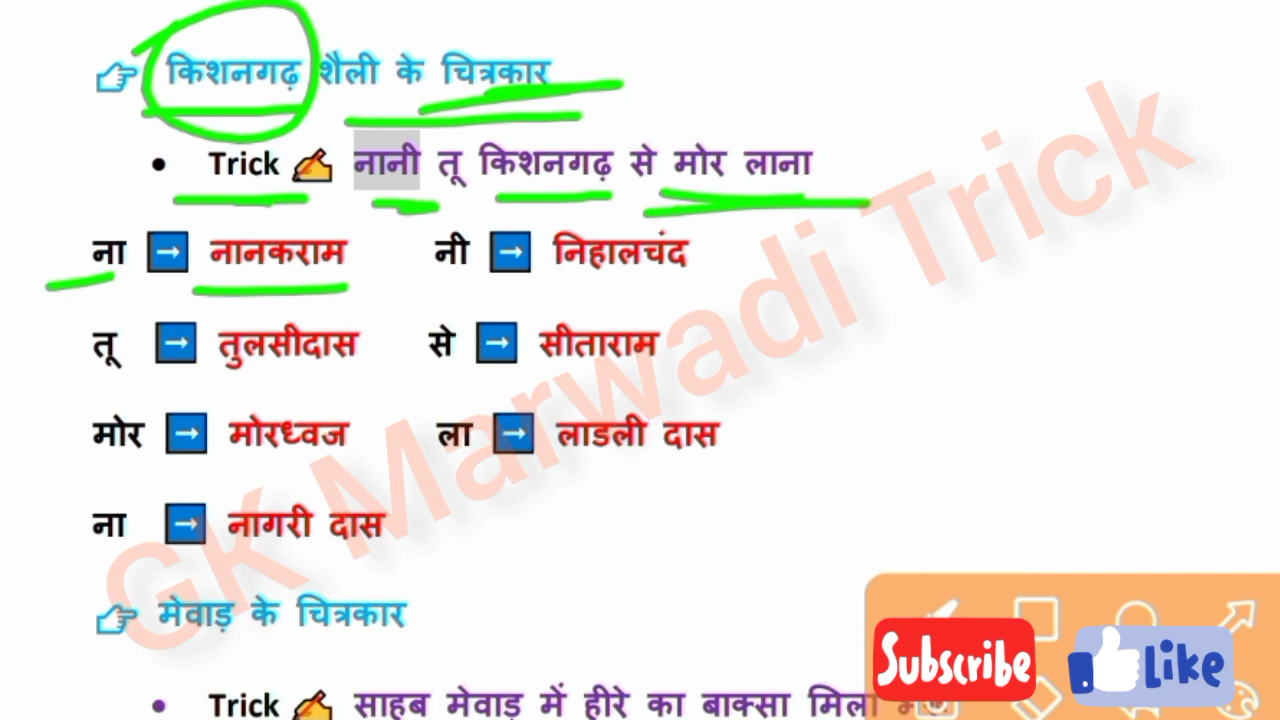 किशनगढ़ शैली के चित्रकार
• Trick नानी तू किशनगढ़ से मोर लाना
ना → नानकराम नी → निहालचंद
तू → तुलसीदास से → सीताराम
मोर → मोरध्वज ला → लाडली दास
ना → नागरी दास
मेवाड़ के चित्रकार
• Trick साहब मेवाड़ में हीरे का बाक्सा मिला
GK Marwadi Trick
Subscribe Like